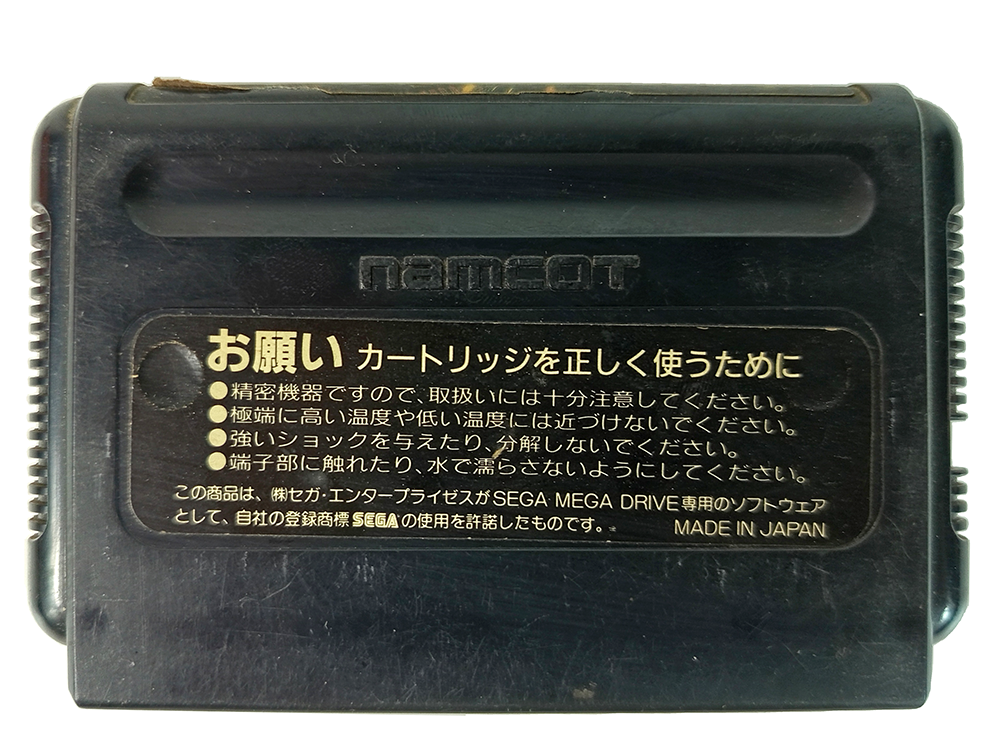 namcot
お願い カートリッジを正しく使うために
●精密機器ですので、取扱いには十分注意してください。
●極端に高い温度や低い温度には近づけないでください。
●強いショックを与えたり、分解しないでください。
●端子部に触れたり、水で濡らさないようにしてください。
この商品は、㈱セガ・エンタープライゼスがSEGA MEGA DRIVE専用のソフトウェア
として、自社の登録商標SEGAの使用を許諾したものです。 MADE IN JAPAN